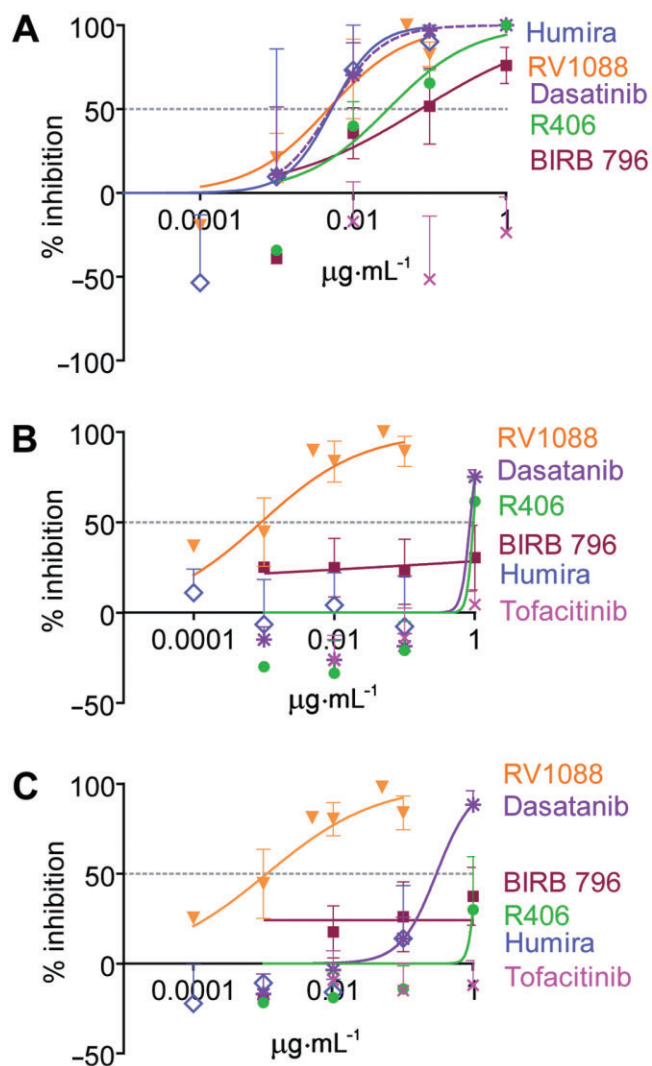 A
% inhibition
100
50
0
−50
−100
0.0001
0.01
1
μg·mL⁻¹
Humira
RV1088
Dasatinib
R406
BIRB 796
B
% inhibition
100
50
0
−50
0.0001
0.01
1
μg·mL⁻¹
RV1088
Dasatanib
R406
BIRB 796
Humira
Tofacitinib
C
% inhibition
100
50
0
−50
0.0001
0.01
1
μg·mL⁻¹
RV1088
Dasatanib
BIRB 796
R406
Humira
Tofacitinib